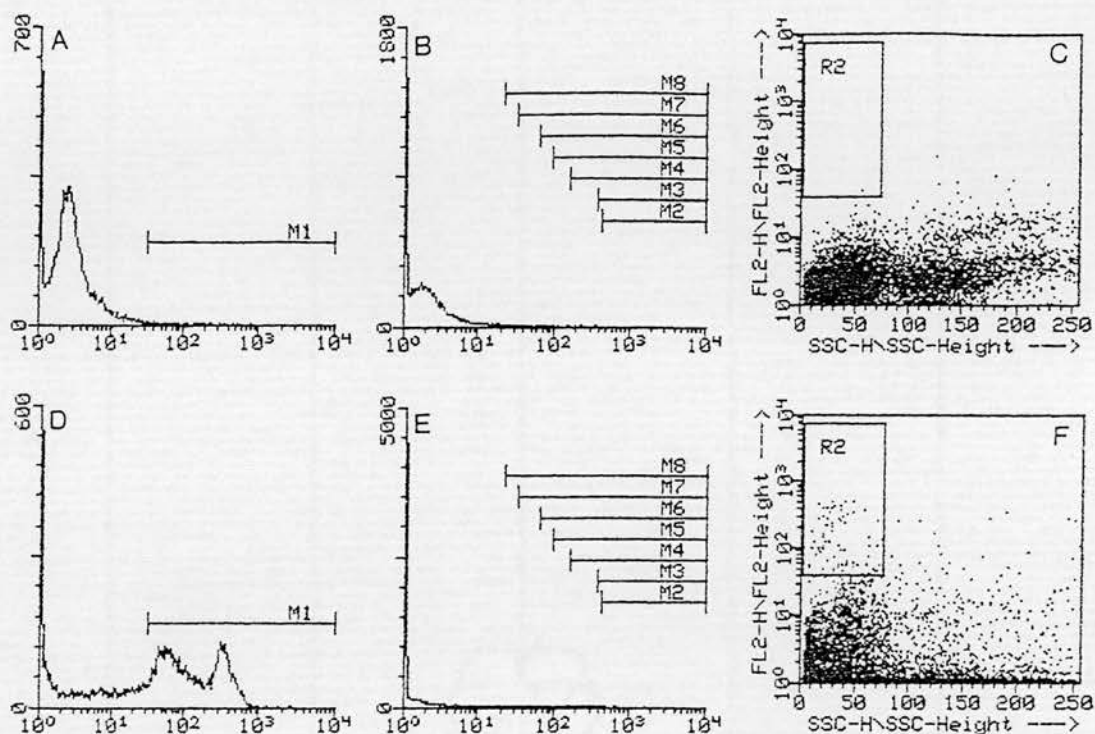 A
700
0
M1
10⁰ 10¹ 10² 10³ 10⁴
B
1800
0
M8
M7
M6
M5
M4
M3
M2
10⁰ 10¹ 10² 10³ 10⁴
C
R2
FL2-H\FL2-Height --->
10⁴
10³
10²
10¹
10⁰
0 50 100 150 200 250
SSC-H\SSC-Height --->
D
600
0
M1
10⁰ 10¹ 10² 10³ 10⁴
E
5000
0
M8
M7
M6
M5
M4
M3
M2
10⁰ 10¹ 10² 10³ 10⁴
F
R2
FL2-H\FL2-Height --->
10⁴
10³
10²
10¹
10⁰
0 50 100 150 200 250
SSC-H\SSC-Height --->